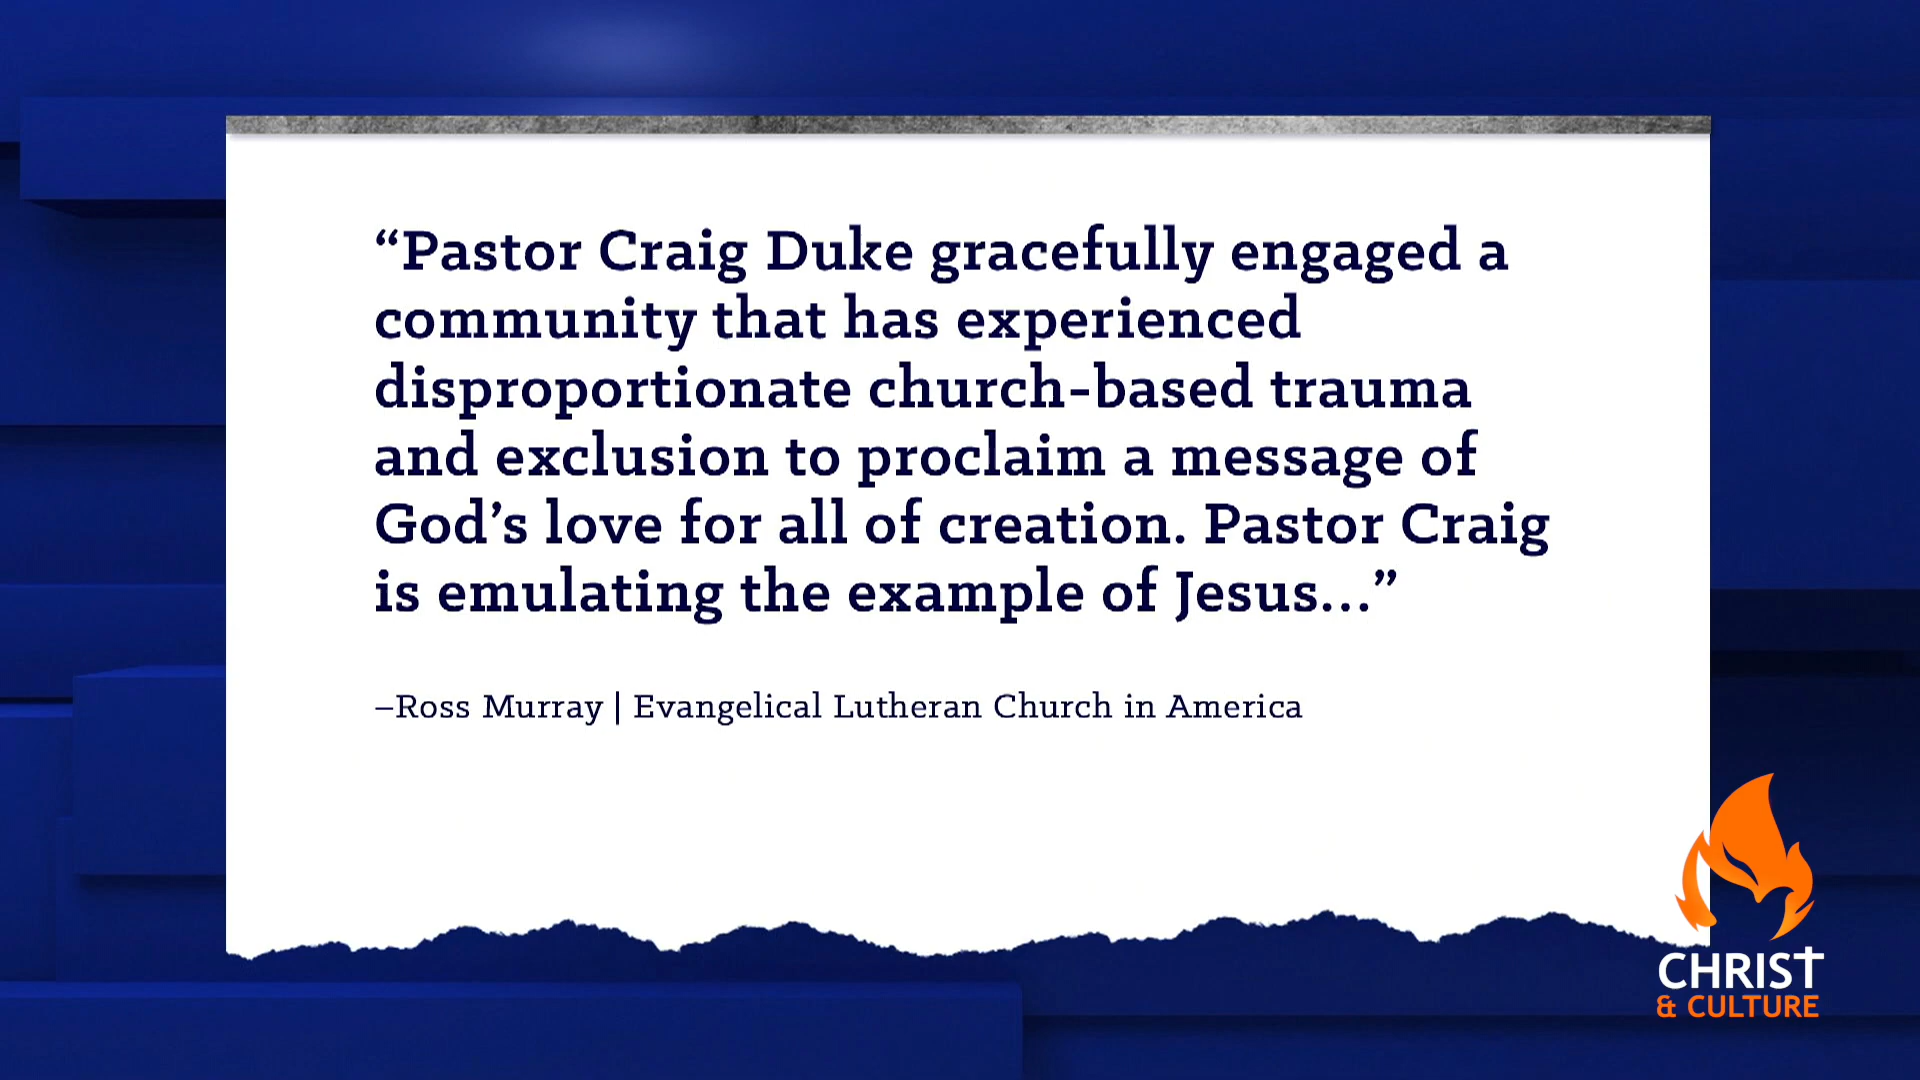 “Pastor Craig Duke gracefully engaged a
community that has experienced
disproportionate church-based trauma
and exclusion to proclaim a message of
God’s love for all of creation. Pastor Craig
is emulating the example of Jesus...”
–Ross Murray | Evangelical Lutheran Church in America
CHRIST
& CULTURE